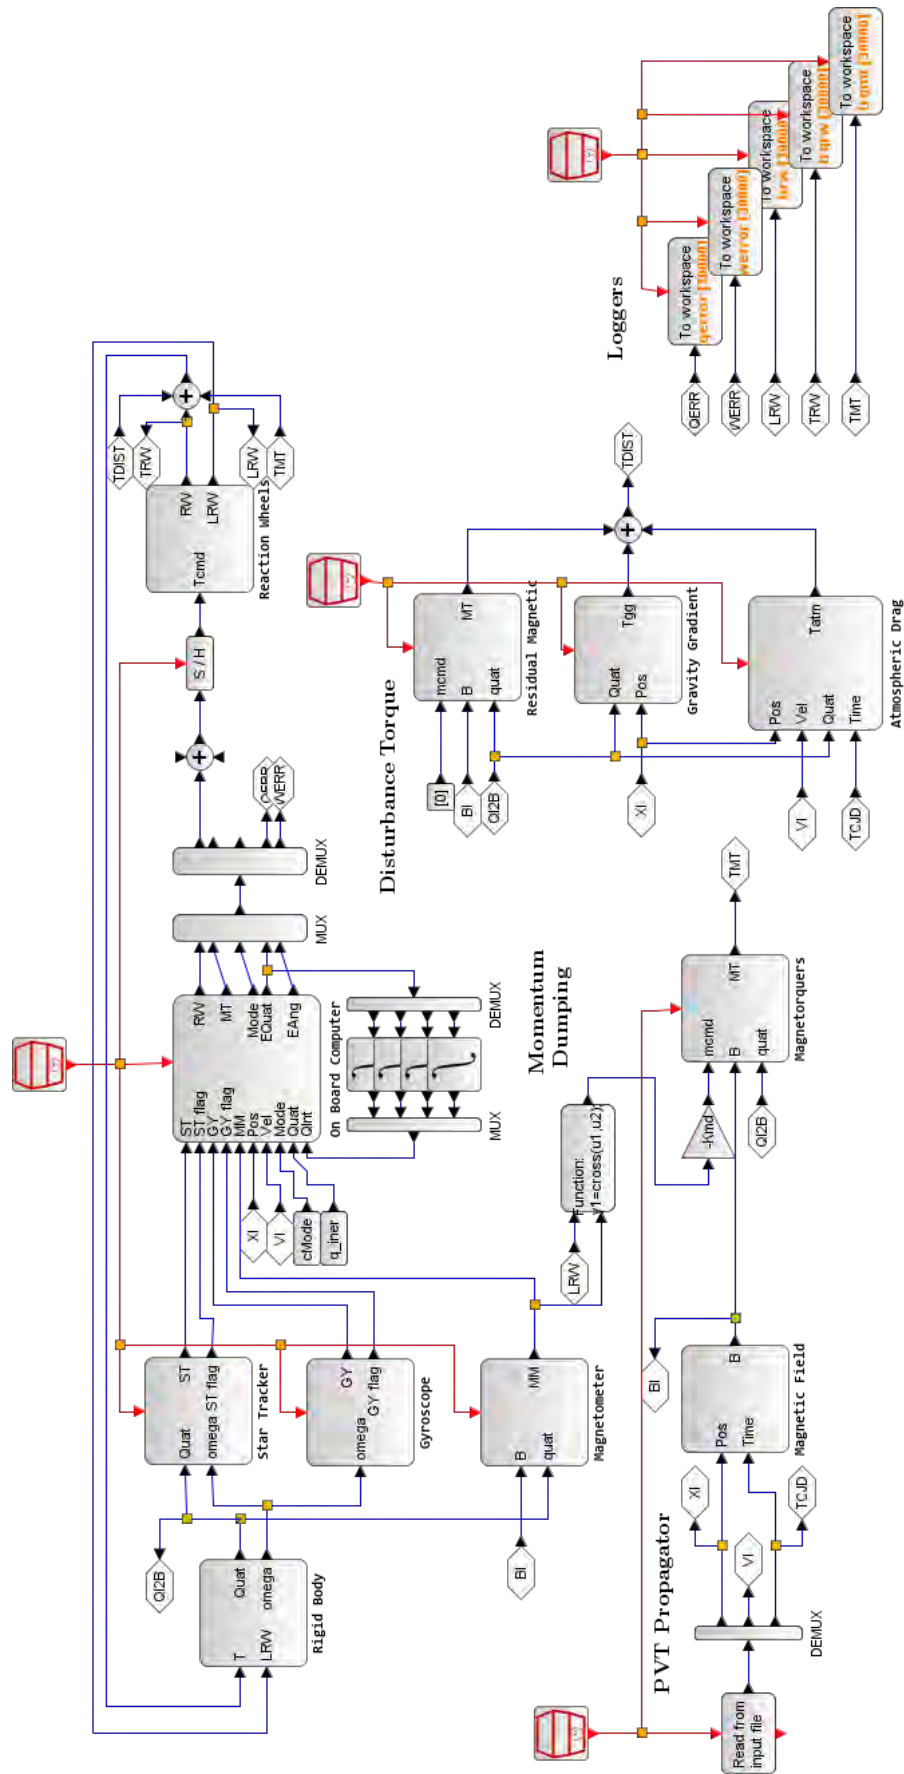 T
LRW
Quat
omega
Rigid Body
QI2B
Quat
omega
ST
ST flag
Star Tracker
omega
GY
GY flag
Gyroscope
BI
B
quat
MM
Magnetometer
ST
ST flag
GY
GY flag
MM
Pos
Vel
Mode
Quat
QInt
XI
VI
cMode
q_iner
RW
MT
Mode
EQuat
EAng
On Board Computer
MUX
DEMUX
MUX
DEMUX
QERR
WERR
S / H
Tcmd
RW
LRW
Reaction Wheels
TDIST
TRW
LRW
TMT
PVT Propagator
Read from
input file
DEMUX
XI
VI
TCJD
Pos
Time
B
Magnetic Field
BI
Momentum
Dumping
LRW
Function:
y1=cross(u1,u2);
-Kmd
QI2B
mcmd
B
quat
MT
Magnetorquers
TMT
Disturbance Torque
[0]
BI
QI2B
mcmd
B
quat
MT
Residual Magnetic
XI
Quat
Pos
Tgg
Gravity Gradient
VI
TCJD
Pos
Vel
Quat
Time
Tatm
Atmospheric Drag
TDIST
Loggers
QERR
WERR
LRW
TRW
TMT
To workspace
qerror [30000]
To workspace
werror [30000]
To workspace
To workspace
To workspace